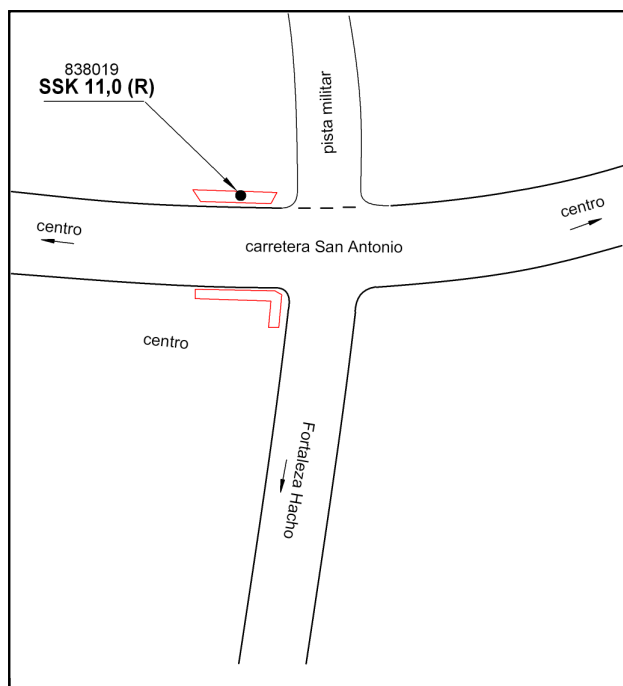 838019
SSK 11,0 (R)
pista militar
centro
carretera San Antonio
centro
centro
Fortaleza Hacho